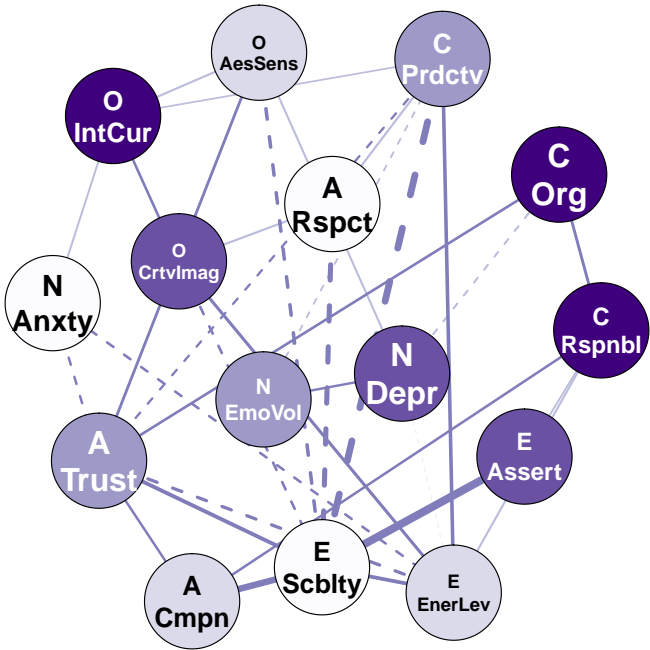 O
AesSens
C
Prdctv
O
IntCur
C
Org
A
Rspct
O
CrtvImag
N
Anxty
C
Rspnbl
N
Depr
N
EmoVol
A
Trust
E
Assert
E
Scblty
A
Cmpn
E
EnerLev